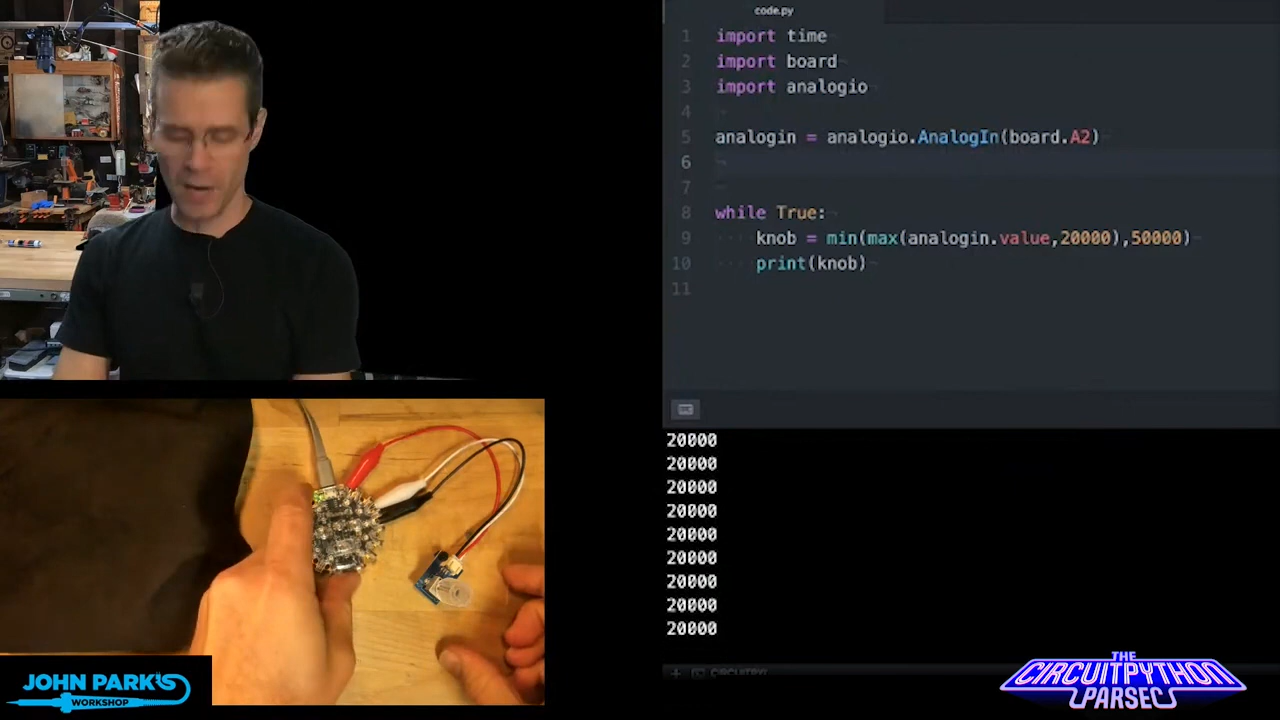 code.py
1 import time
2 import board
3 import analogio
4
5 analogin = analogio.AnalogIn(board.A2)
6
7
8 while True:
9 knob = min(max(analogin.value,20000),50000)
10 print(knob)
11
20000
20000
20000
20000
20000
20000
20000
20000
20000
CIRCUITPY
JOHN PARK'S
WORKSHOP
THE
CIRCUITPYTHON
PARSEC